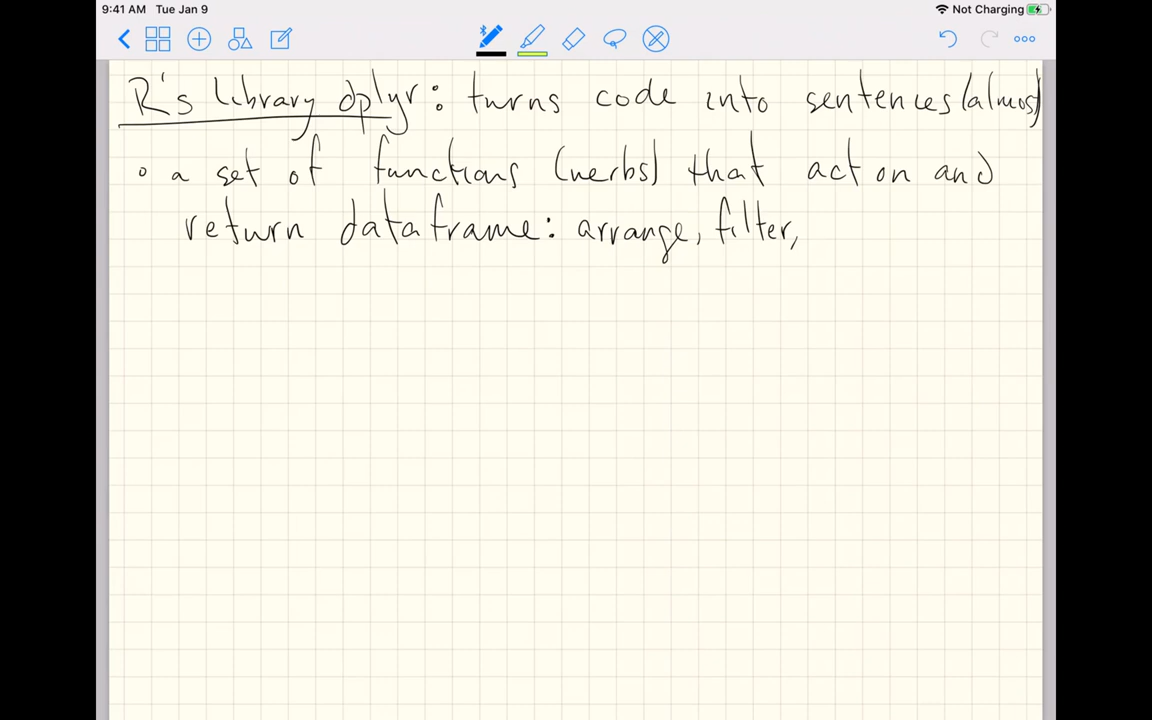 9:41 AM Tue Jan 9
Not Charging
R's library dplyr: turns code into sentences (almost)
a set of functions (verbs) that act on and
return dataframe: arrange, filter,